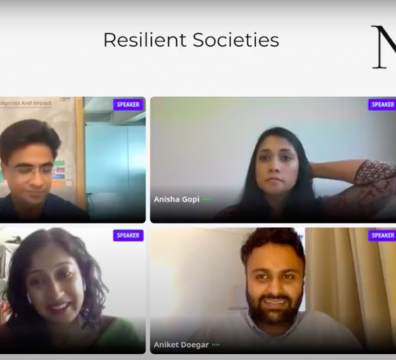 Resilient Societies
N
SPEAKER
SPEAKER
Anisha Gopi
SPEAKER
SPEAKER
Aniket Doegar